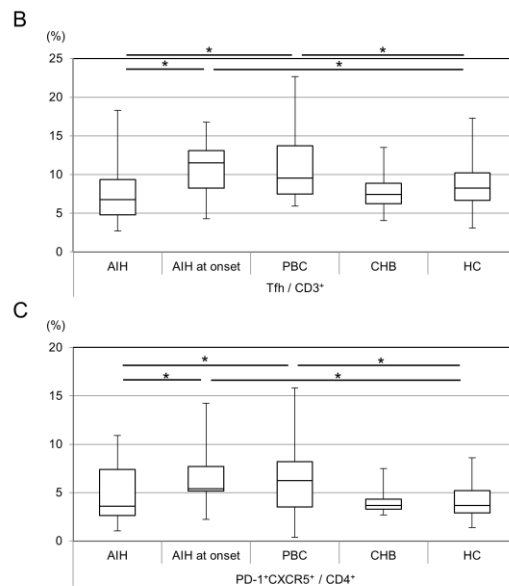 B
(%)
* *
* *
25
20
15
10
5
0
AIH AIH at onset PBC CHB HC
Tfh / CD3⁺
C
(%)
* *
* *
20
15
10
5
0
AIH AIH at onset PBC CHB HC
PD-1⁺CXCR5⁺ / CD4⁺